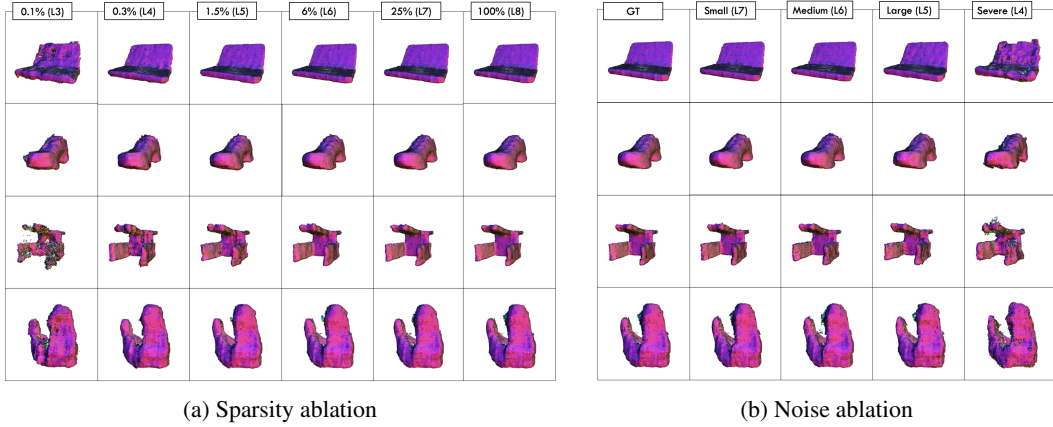 0.1% (L3) 0.3% (L4) 1.5% (L5) 6% (L6) 25% (L7) 100% (L8)
GT Small (L7) Medium (L6) Large (L5) Severe (L4)
(a) Sparsity ablation
(b) Noise ablation